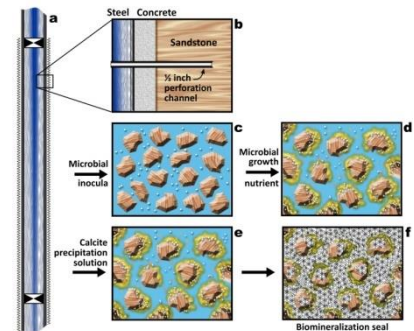 a
Steel Concrete
b
Sandstone
½ inch
perforation
channel
Microbial
inocula
c
Microbial
growth
nutrient
d
Calcite
precipitation
solution
e
f
Biomineralization seal